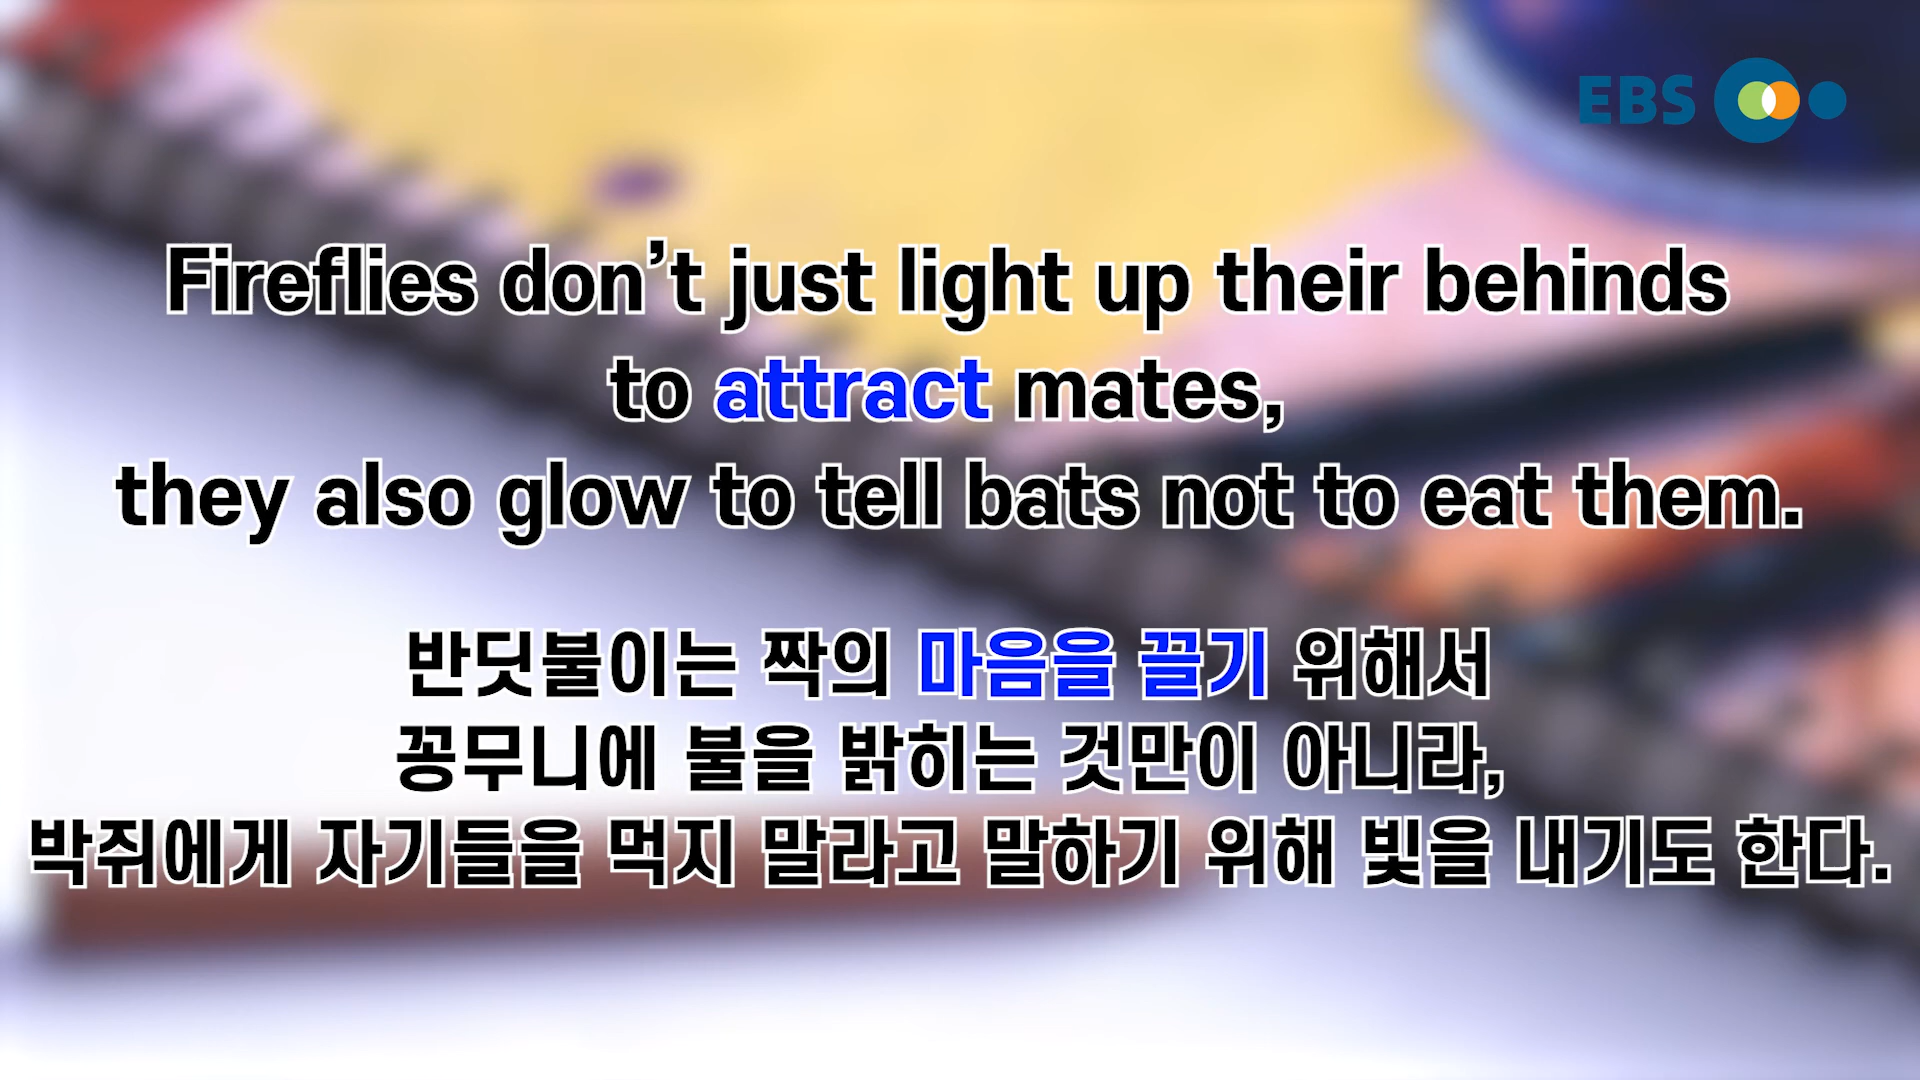 EBS
Fireflies don’t just light up their behinds
to attract mates,
they also glow to tell bats not to eat them.
반딧불이는 짝의 마음을 끌기 위해서
꽁무니에 불을 밝히는 것만이 아니라,
박쥐에게 자기들을 먹지 말라고 말하기 위해 빛을 내기도 한다.